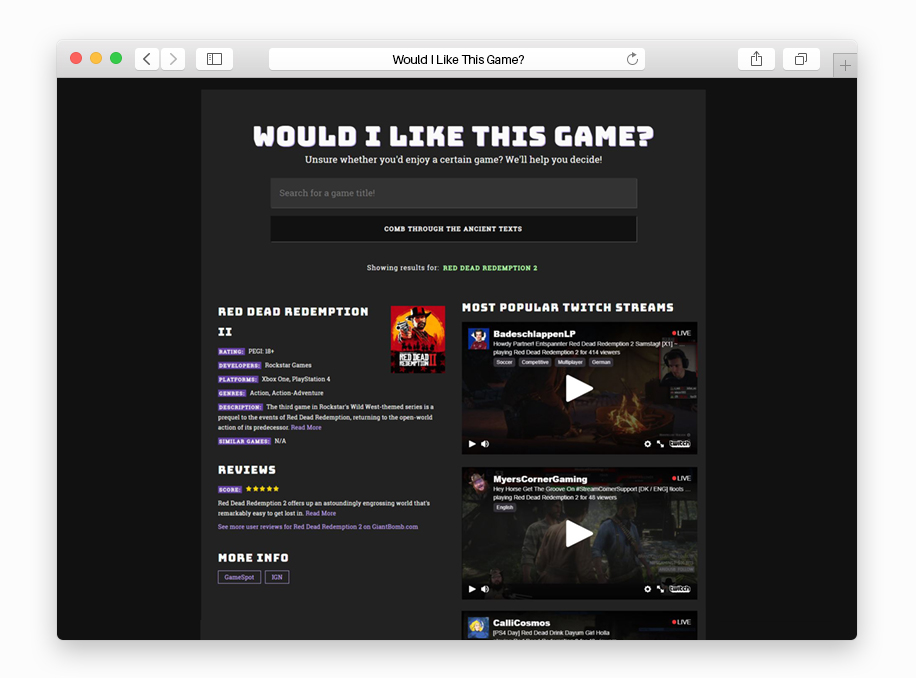 Would I Like This Game?
WOULD I LIKE THIS GAME?
Unsure whether you'd enjoy a certain game? We'll help you decide!
Search for a game title!
COMB THROUGH THE ANCIENT TEXTS
Showing results for: RED DEAD REDEMPTION 2
RED DEAD REDEMPTION
II
RATING: PEGI: 18+
DEVELOPERS: Rockstar Games
PLATFORMS: Xbox One, PlayStation 4
GENRES: Action, Action-Adventure
DESCRIPTION: The third game in Rockstar's Wild West-themed series is a
prequel to the events of Red Dead Redemption, returning to the open-world
action of its predecessor. Read More
SIMILAR GAMES: N/A
RED DEAD
REDEMPTION II
REVIEWS
SCORE: ★★★★★
Red Dead Redemption 2 offers up an astoundingly engrossing world that's
remarkably easy to get lost in. Read More
See more user reviews for Red Dead Redemption 2 on GiantBomb.com
MORE INFO
GameSpot IGN
MOST POPULAR TWITCH STREAMS
BadeschlappenLP LIVE
Howdy Partner! Entspannter Red Dead Redemption 2 Samstag! [X1] -
playing Red Dead Redemption 2 for 414 viewers
Soccer Competitive Multiplayer German
twitch
MyersCornerGaming LIVE
Hey Horse Get The Groove On #StreamCornerSupport [DK / ENG] !loots ...
playing Red Dead Redemption 2 for 48 viewers
English
twitch
CalliCosmos LIVE
[PS4 Day] Red Dead Drink Dayum Girl Holla